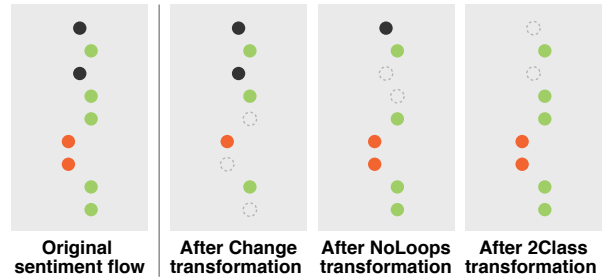 Original
sentiment flow
After Change
transformation
After NoLoops
transformation
After 2Class
transformation